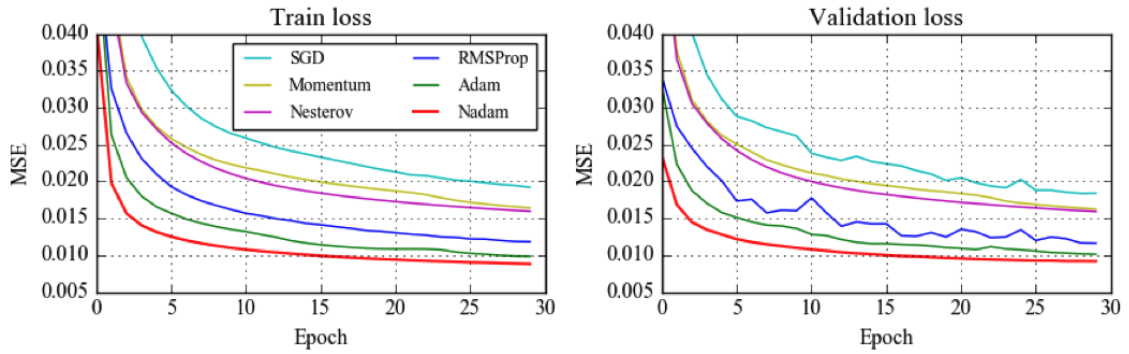 Train loss
0.040
0.035
0.030
0.025
0.020
0.015
0.010
0.005
MSE
SGD
Momentum
Nesterov
RMSProp
Adam
Nadam
0 5 10 15 20 25 30
Epoch
Validation loss
0.040
0.035
0.030
0.025
0.020
0.015
0.010
0.005
MSE
0 5 10 15 20 25 30
Epoch